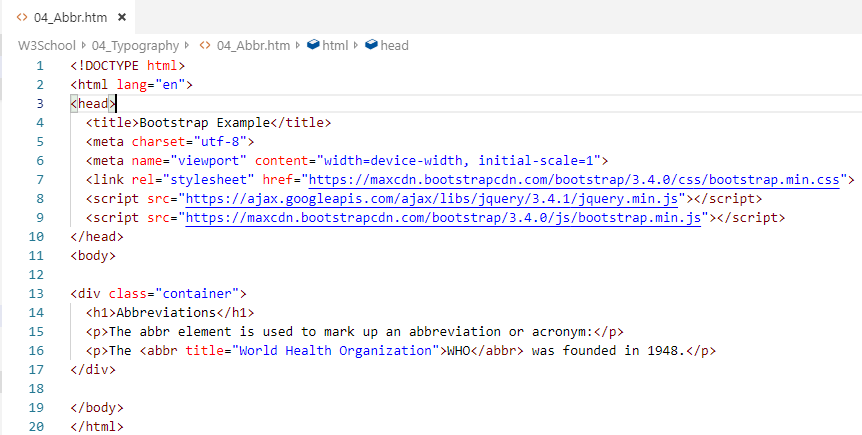 04_Abbr.htm
W3School 04_Typography 04_Abbr.htm html head
1 <!DOCTYPE html>
2 <html lang="en">
3 <head>
4 <title>Bootstrap Example</title>
5 <meta charset="utf-8">
6 <meta name="viewport" content="width=device-width, initial-scale=1">
7 <link rel="stylesheet" href="https://maxcdn.bootstrapcdn.com/bootstrap/3.4.0/css/bootstrap.min.css">
8 <script src="https://ajax.googleapis.com/ajax/libs/jquery/3.4.1/jquery.min.js"></script>
9 <script src="https://maxcdn.bootstrapcdn.com/bootstrap/3.4.0/js/bootstrap.min.js"></script>
10 </head>
11 <body>
12
13 <div class="container">
14 <h1>Abbreviations</h1>
15 <p>The abbr element is used to mark up an abbreviation or acronym:</p>
16 <p>The <abbr title="World Health Organization">WHO</abbr> was founded in 1948.</p>
17 </div>
18
19 </body>
20 </html>